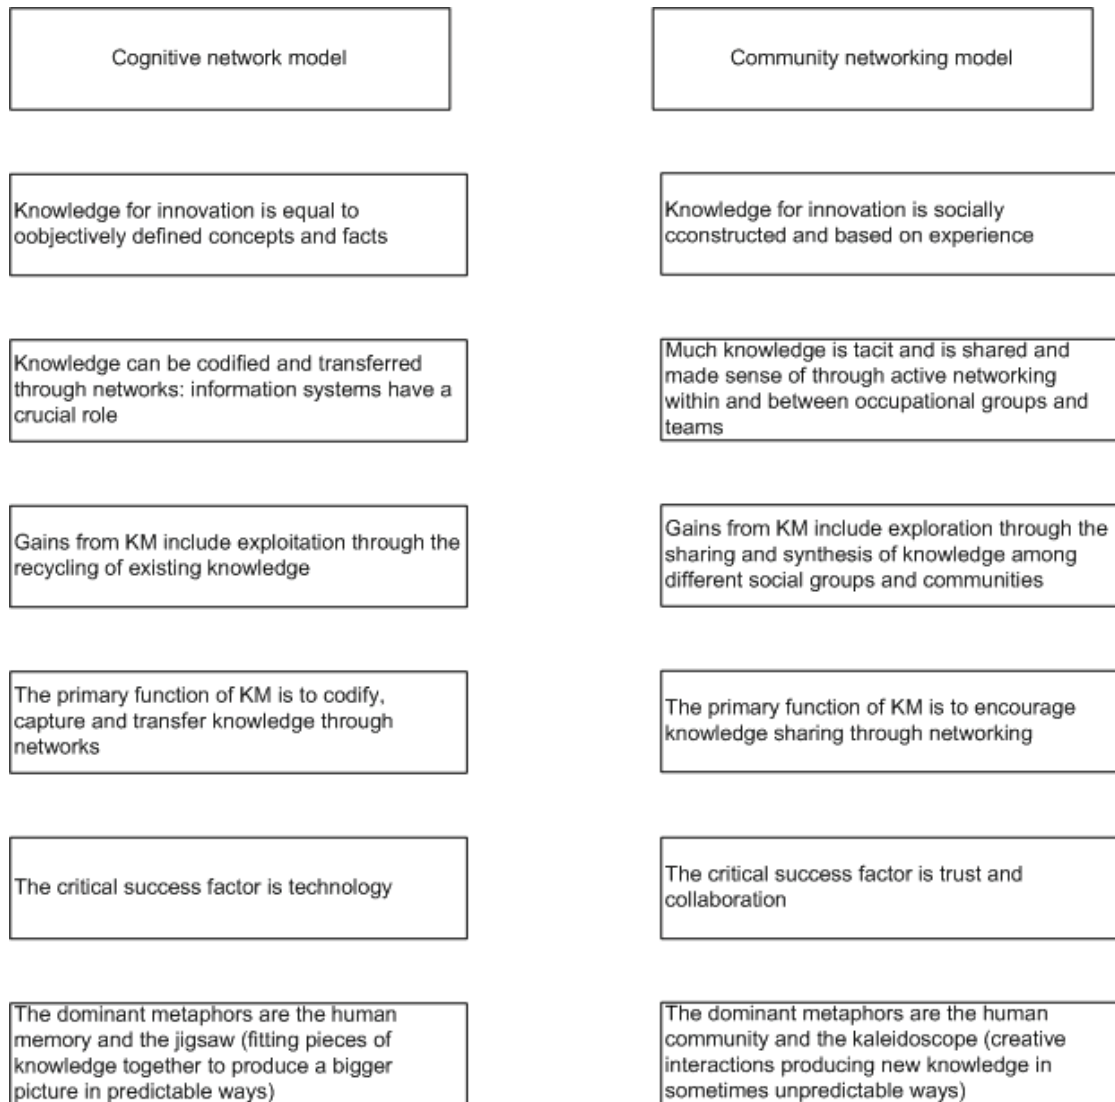 Cognitive network model
Community networking model
Knowledge for innovation is equal to
oobjectively defined concepts and facts
Knowledge for innovation is socially
cconstructed and based on experience
Knowledge can be codified and transferred
through networks: information systems have a
crucial role
Much knowledge is tacit and is shared and
made sense of through active networking
within and between occupational groups and
teams
Gains from KM include exploitation through the
recycling of existing knowledge
Gains from KM include exploration through the
sharing and synthesis of knowledge among
different social groups and communities
The primary function of KM is to codify,
capture and transfer knowledge through
networks
The primary function of KM is to encourage
knowledge sharing through networking
The critical success factor is technology
The critical success factor is trust and
collaboration
The dominant metaphors are the human
memory and the jigsaw (fitting pieces of
knowledge together to produce a bigger
picture in predictable ways)
The dominant metaphors are the human
community and the kaleidoscope (creative
interactions producing new knowledge in
sometimes unpredictable ways)